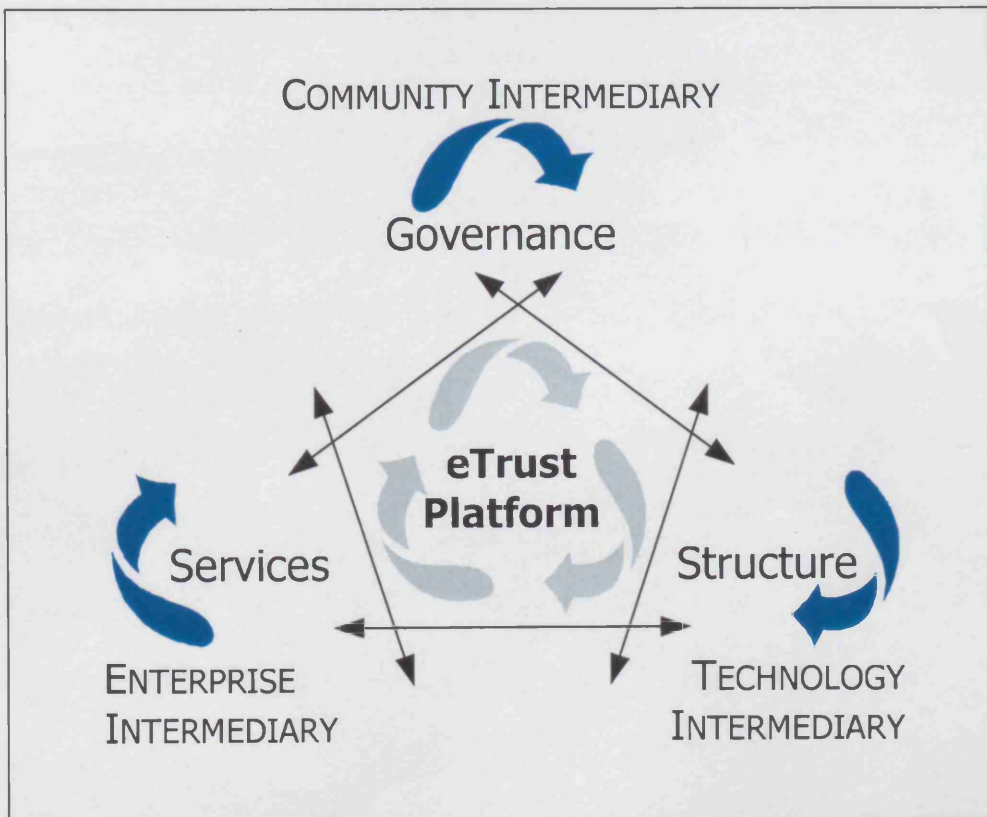 COMMUNITY INTERMEDIARY
Governance
eTrust
Platform
Services
Structure
ENTERPRISE
INTERMEDIARY
TECHNOLOGY
INTERMEDIARY